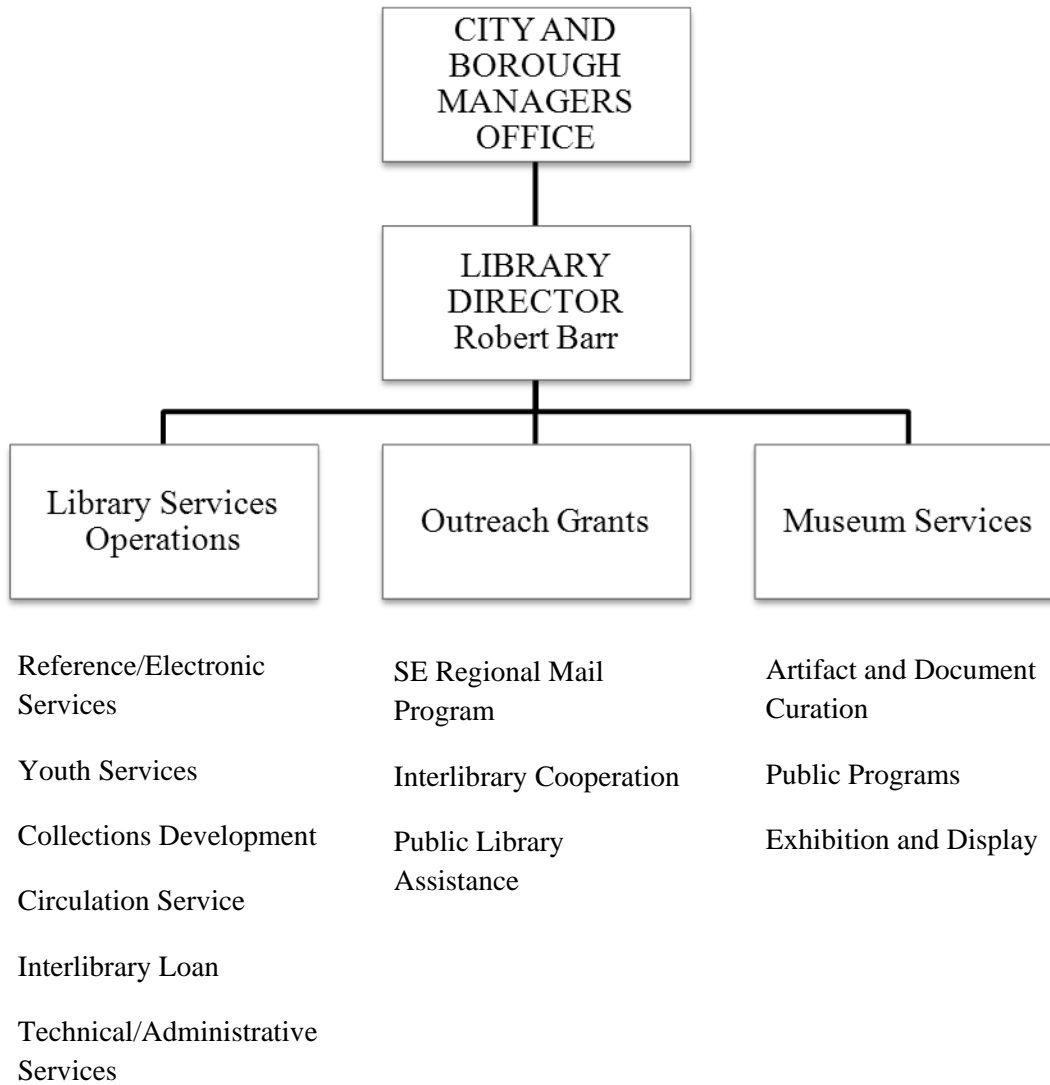 CITY AND
BOROUGH
MANAGERS
OFFICE
LIBRARY
DIRECTOR
Robert Barr
Library Services
Operations
Outreach Grants
Museum Services
Reference/Electronic
Services
Youth Services
Collections Development
Circulation Service
Interlibrary Loan
Technical/Administrative
Services
SE Regional Mail
Program
Interlibrary Cooperation
Public Library
Assistance
Artifact and Document
Curation
Public Programs
Exhibition and Display